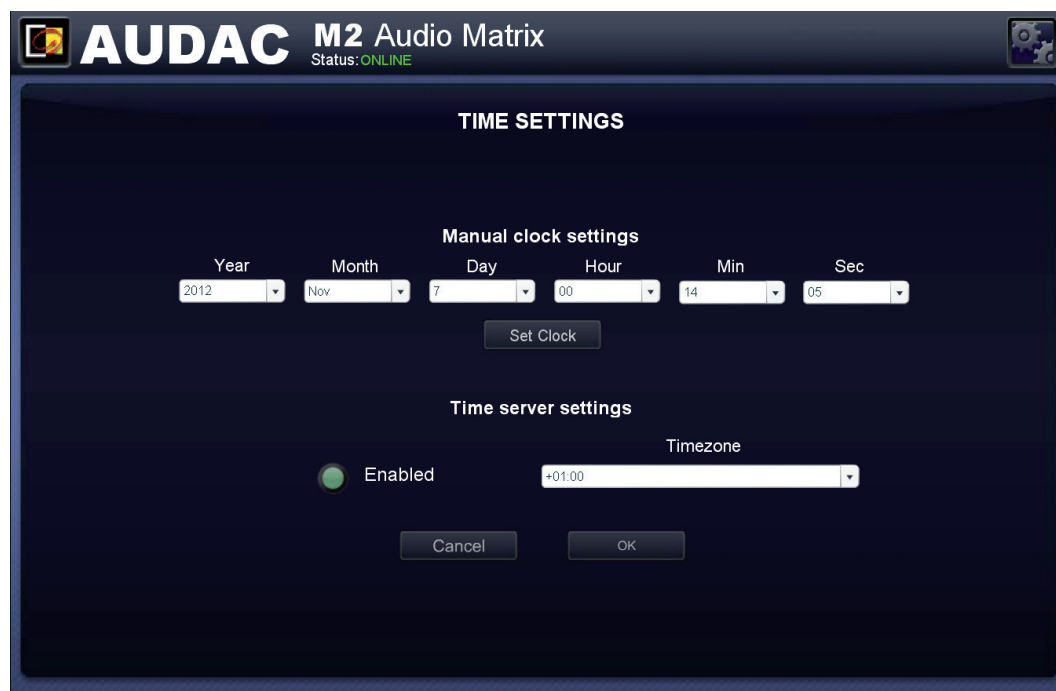 AUDAC M2 Audio Matrix
Status: ONLINE
TIME SETTINGS
Manual clock settings
Year Month Day Hour Min Sec
2012 Nov 7 00 14 05
Set Clock
Time server settings
Timezone
Enabled +01:00
Cancel OK